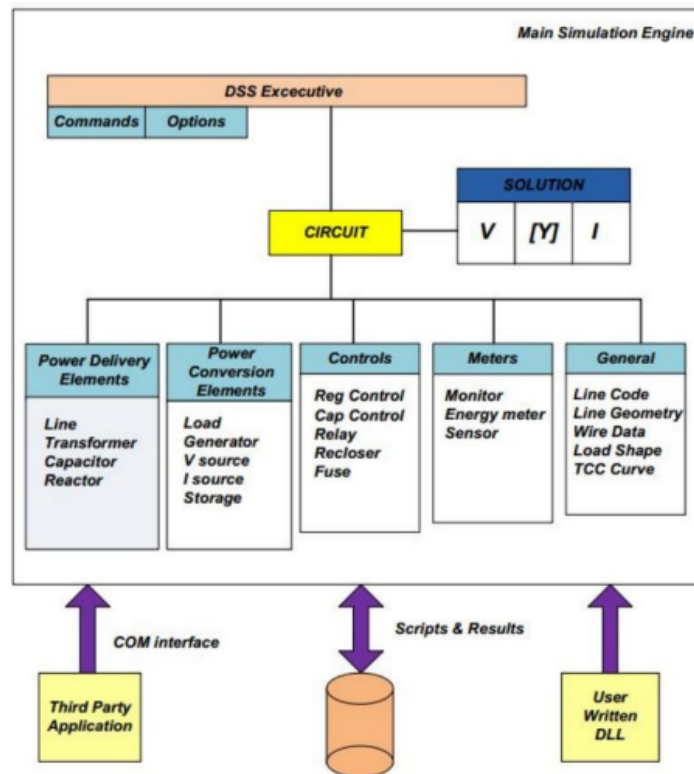 Main Simulation Engine
DSS Excecutive
Commands
Options
SOLUTION
V
[Y]
I
CIRCUIT
Power Delivery
Elements
Line
Transformer
Capacitor
Reactor
Power
Conversion
Elements
Load
Generator
V source
I source
Storage
Controls
Reg Control
Cap Control
Relay
Recloser
Fuse
Meters
Monitor
Energy meter
Sensor
General
Line Code
Line Geometry
Wire Data
Load Shape
TCC Curve
COM interface
Scripts & Results
Third Party
Application
User
Written
DLL